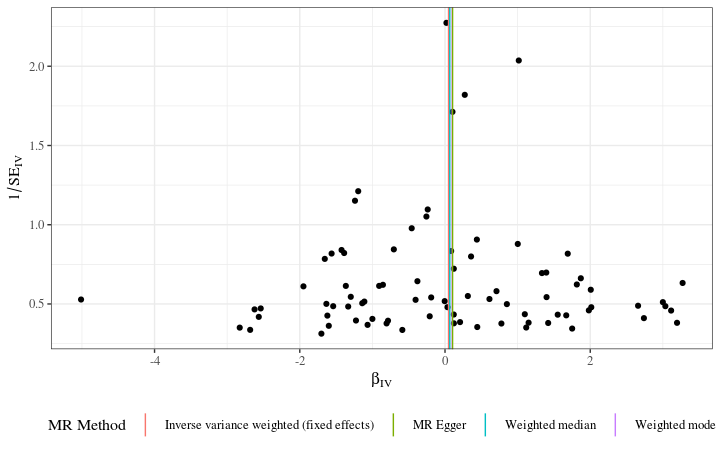 2.0
1.5
1.0
0.5
1/SE_IV
-4 -2 0 2
β_IV
MR Method Inverse variance weighted (fixed effects) MR Egger Weighted median Weighted mode